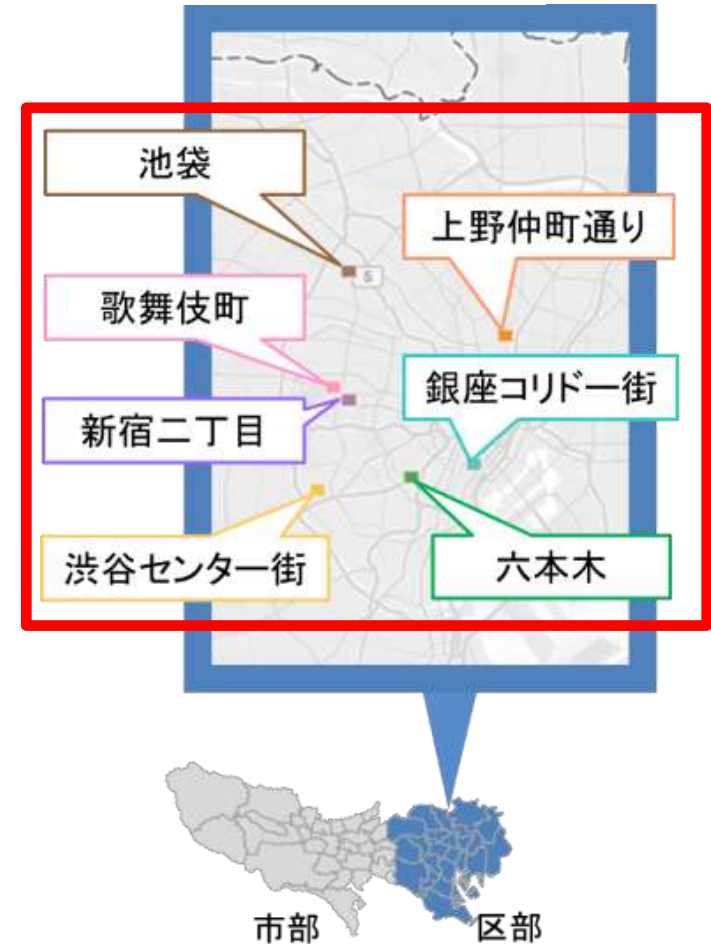 池袋
上野仲町通り
5
歌舞伎町
銀座コリドー街
新宿二丁目
渋谷センター街
六本木
市部
区部